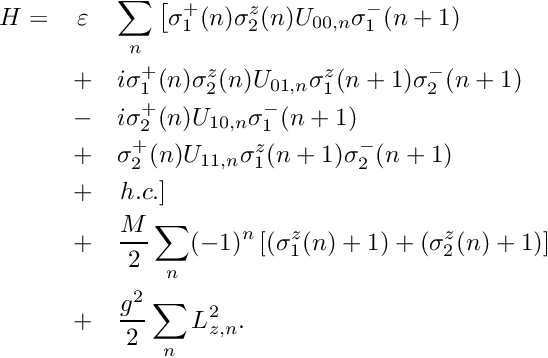 H = ε ∑_n [σ_1^+(n)σ_2^z(n)U_{00,n}σ_1^-(n+1)
+ iσ_1^+(n)σ_2^z(n)U_{01,n}σ_1^z(n+1)σ_2^-(n+1)
- iσ_2^+(n)U_{10,n}σ_1^-(n+1)
+ σ_2^+(n)U_{11,n}σ_1^z(n+1)σ_2^-(n+1)
+ h.c.]
+ \frac{M}{2} ∑_n (-1)^n [(σ_1^z(n)+1) + (σ_2^z(n)+1)]
+ \frac{g^2}{2} ∑_n L_{z,n}^2.